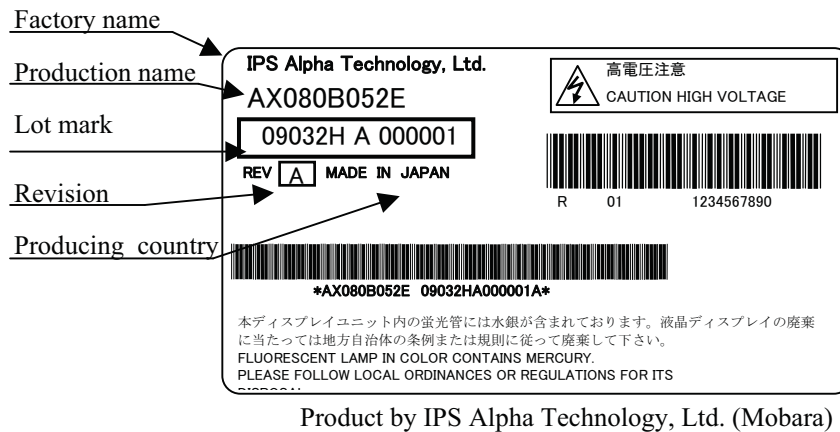 Factory name
Production name
Lot mark
Revision
Producing country
IPS Alpha Technology, Ltd.
AX080B052E
09032H A 000001
REV A MADE IN JAPAN
高電圧注意
CAUTION HIGH VOLTAGE
R 01 1234567890
*AX080B052E 09032HA000001A*
本ディスプレイユニット内の蛍光管には水銀が含まれております。液晶ディスプレイの廃棄
に当たっては地方自治体の条例または規則に従って廃棄して下さい。
FLUORESCENT LAMP IN COLOR CONTAINS MERCURY.
PLEASE FOLLOW LOCAL ORDINANCES OR REGULATIONS FOR ITS
Product by IPS Alpha Technology, Ltd. (Mobara)